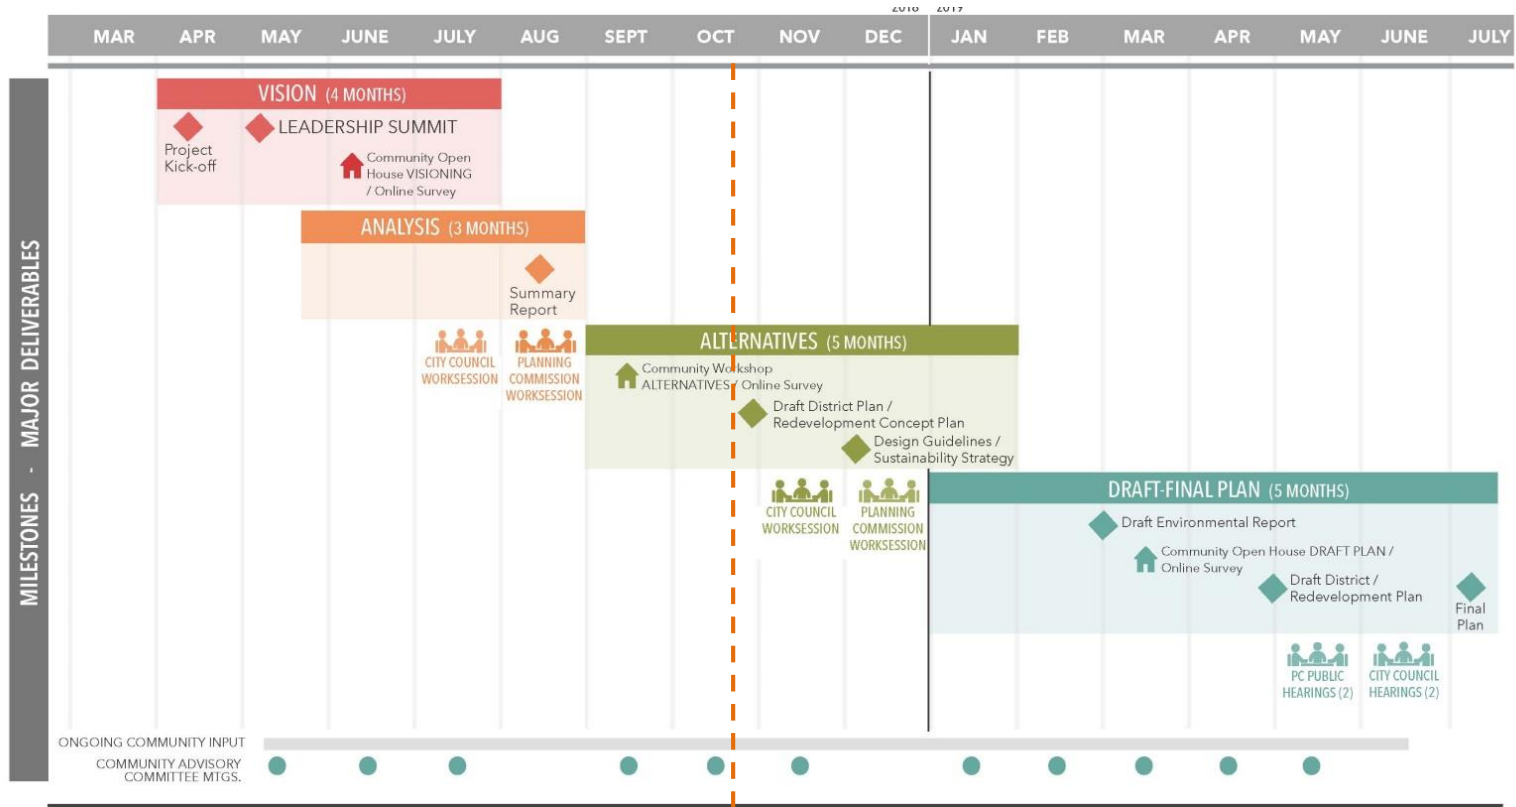 2018 2019
MAR APR MAY JUNE JULY AUG SEPT OCT NOV DEC JAN FEB MAR APR MAY JUNE JULY
MILESTONES - MAJOR DELIVERABLES
VISION (4 MONTHS)
Project
Kick-off
LEADERSHIP SUMMIT
Community Open
House VISIONING
/ Online Survey
ANALYSIS (3 MONTHS)
Summary
Report
CITY COUNCIL
WORKSESSION
PLANNING
COMMISSION
WORKSESSION
ALTERNATIVES (5 MONTHS)
Community Workshop
ALTERNATIVES / Online Survey
Draft District Plan /
Redevelopment Concept Plan
Design Guidelines /
Sustainability Strategy
CITY COUNCIL
WORKSESSION
PLANNING
COMMISSION
WORKSESSION
DRAFT-FINAL PLAN (5 MONTHS)
Draft Environmental Report
Community Open House DRAFT PLAN /
Online Survey
Draft District /
Redevelopment Plan
Final
Plan
PC PUBLIC
HEARINGS (2)
CITY COUNCIL
HEARINGS (2)
ONGOING COMMUNITY INPUT
COMMUNITY ADVISORY
COMMITTEE MTGS.